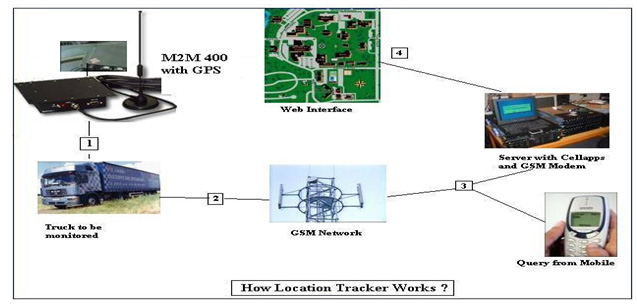 M2M 400
with GPS
4
Web Interface
1
Server with Cellapps
and GSM Modem
2
3
Truck to be
monitored
GSM Network
Query from Mobile
How Location Tracker Works ?